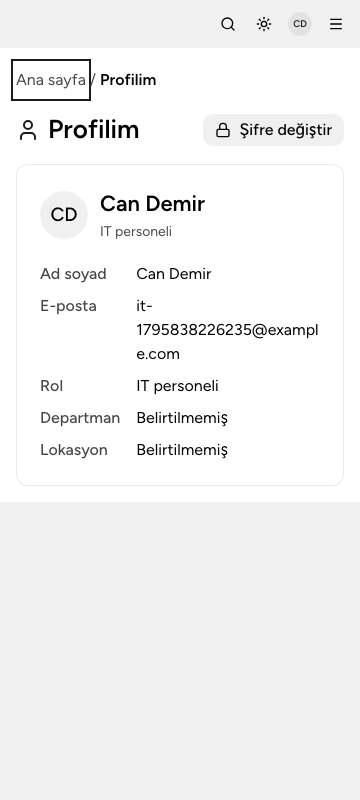 CD
Ana sayfa / Profilim
Profilim
Şifre değiştir
CD
Can Demir
IT personeli
Ad soyad Can Demir
E-posta it-
1795838226235@exampl
e.com
Rol IT personeli
Departman Belirtilmemiş
Lokasyon Belirtilmemiş